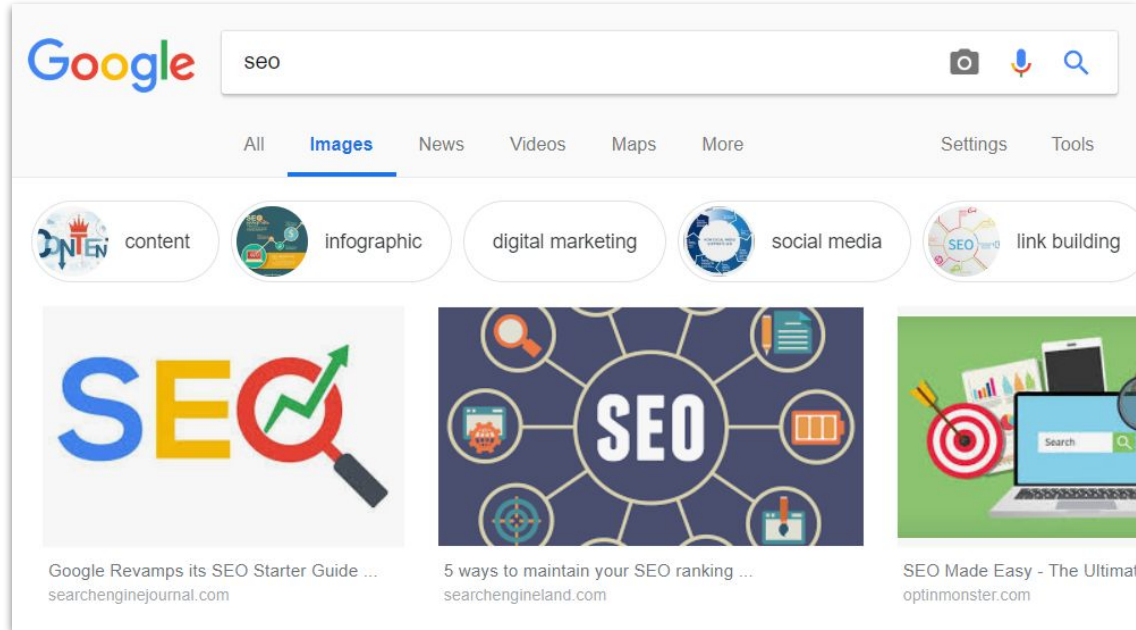 Google seo
All Images News Videos Maps More Settings Tools
CONTEN content infographic digital marketing social media SEO link building
SEO
SEO
Search
Google Revamps its SEO Starter Guide ...
searchenginejournal.com
5 ways to maintain your SEO ranking ...
searchengineland.com
SEO Made Easy - The Ultimat
optinmonster.com